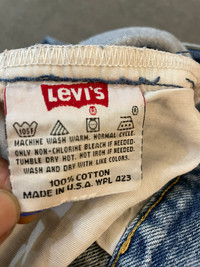 Levi's
105F
MACHINE WASH WARM. NORMAL CYCLE.
ONLY NON-CHLORINE BLEACH IF NEEDED.
TUMBLE DRY HOT. HOT IRON IF NEEDED.
WASH AND DRY WITH LIKE COLORS.
100% COTTON
MADE IN U.S.A. WPL 423